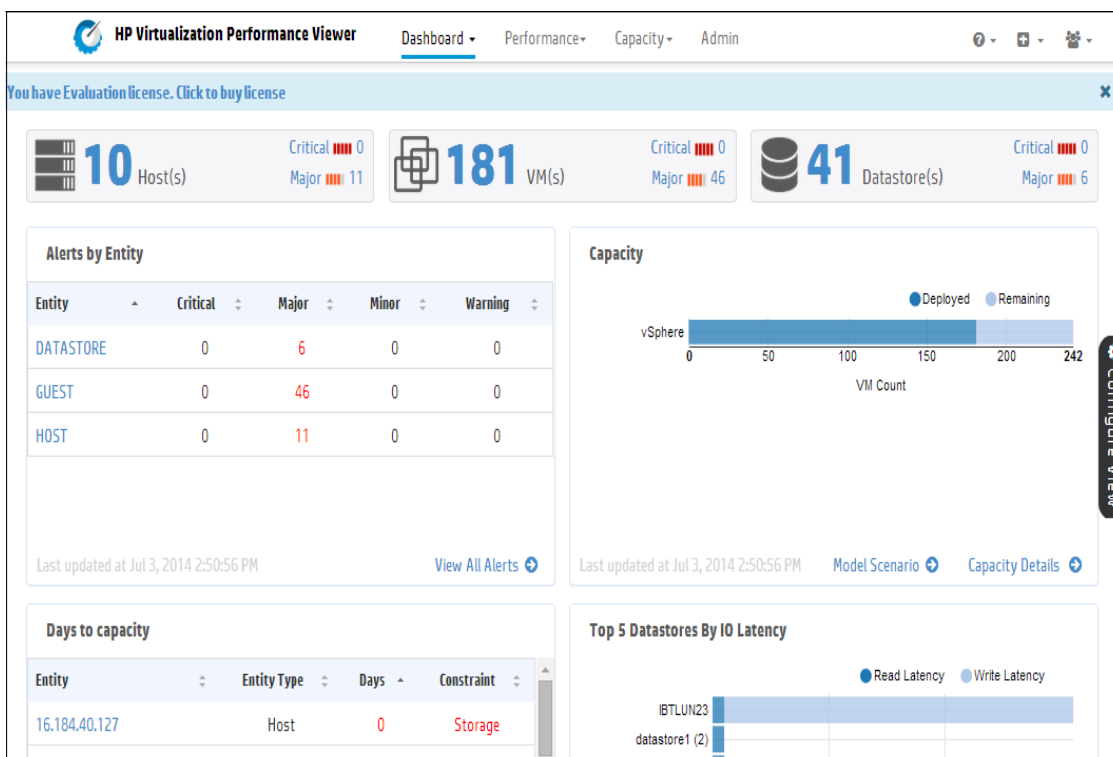 HP Virtualization Performance Viewer Dashboard Performance Capacity Admin
You have Evaluation license. Click to buy license
10 Host(s) Critical 0 Major 11
181 VM(s) Critical 0 Major 46
41 Datastore(s) Critical 0 Major 6
Alerts by Entity
Entity Critical Major Minor Warning
DATASTORE 0 6 0 0
GUEST 0 46 0 0
HOST 0 11 0 0
Last updated at Jul 3, 2014 2:50:56 PM View All Alerts
Capacity
Deployed Remaining
vSphere
0 50 100 150 200 242
VM Count
Last updated at Jul 3, 2014 2:50:56 PM Model Scenario Capacity Details
Configure View
Days to capacity
Entity Entity Type Days Constraint
16.184.40.127 Host 0 Storage
Top 5 Datastores By IO Latency
Read Latency Write Latency
IBTLUN23
datastore1 (2)